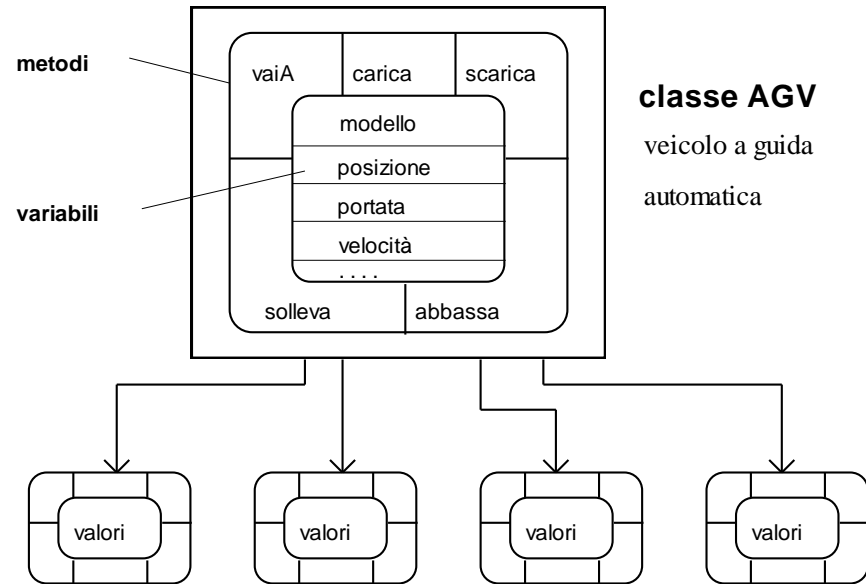 metodi
vaiA carica scarica
classe AGV
modello
veicolo a guida
posizione
automatica
variabili
portata
velocità
. . . .
solleva abbassa
valori valori valori valori